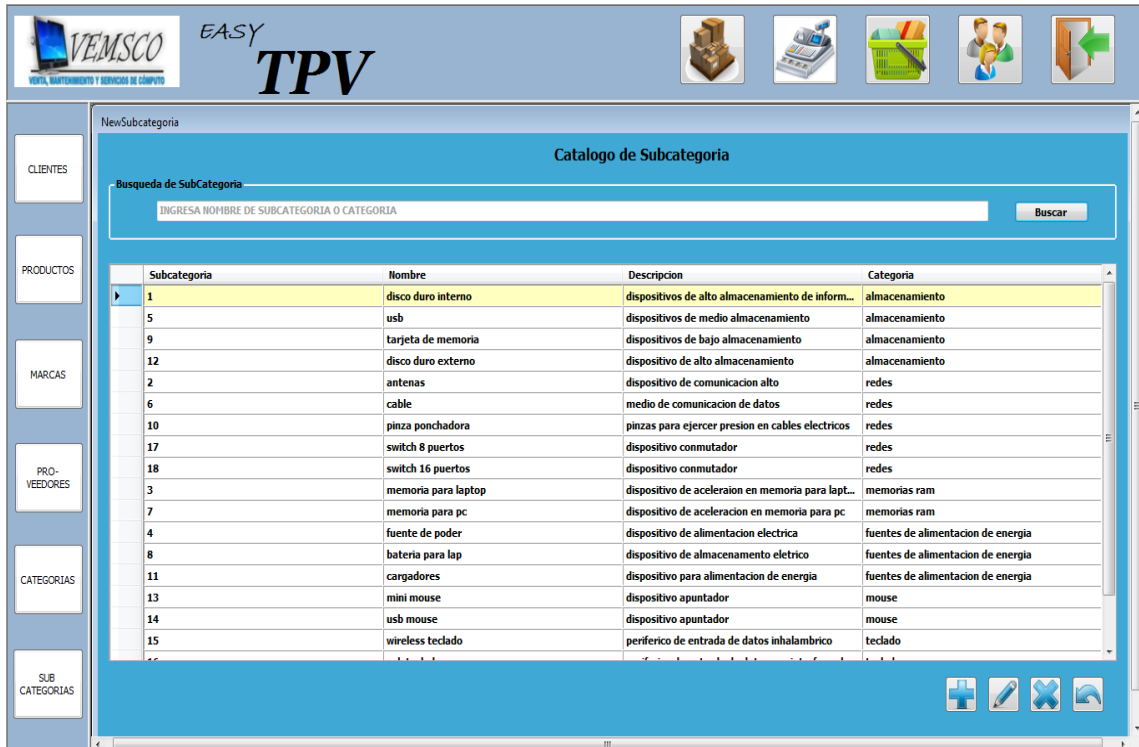 VEMSCO
VENTA, MANTENIMIENTO Y SERVICIOS DE CÓMPUTO
EASY
TPV
CLIENTES
PRODUCTOS
MARCAS
PRO-
VEEDORES
CATEGORIAS
SUB
CATEGORIAS
NewSubcategoria
Catalogo de Subcategoria
Busqueda de SubCategoria
INGRESA NOMBRE DE SUBCATEGORIA O CATEGORIA
Buscar
Subcategoria Nombre Descripcion Categoria
1 disco duro interno dispositivos de alto almacenamiento de inform... almacenamiento
5 usb dispositivos de medio almacenamiento almacenamiento
9 tarjeta de memoria dispositivos de bajo almacenamiento almacenamiento
12 disco duro externo dispositivo de alto almacenamiento almacenamiento
2 antenas dispositivo de comunicacion alto redes
6 cable medio de comunicacion de datos redes
10 pinza ponchadora pinzas para ejercer presion en cables electricos redes
17 switch 8 puertos dispositivo conmutador redes
18 switch 16 puertos dispositivo conmutador redes
3 memoria para laptop dispositivo de aceleraion en memoria para lapt... memorias ram
7 memoria para pc dispositivo de aceleracion en memoria para pc memorias ram
4 fuente de poder dispositivo de alimentacion electrica fuentes de alimentacion de energia
8 bateria para lap dispositivo de almacenamento eletrico fuentes de alimentacion de energia
11 cargadores dispositivo para alimentacion de energia fuentes de alimentacion de energia
13 mini mouse dispositivo apuntador mouse
14 usb mouse dispositivo apuntador mouse
15 wireless teclado periferico de entrada de datos inhalambrico teclado